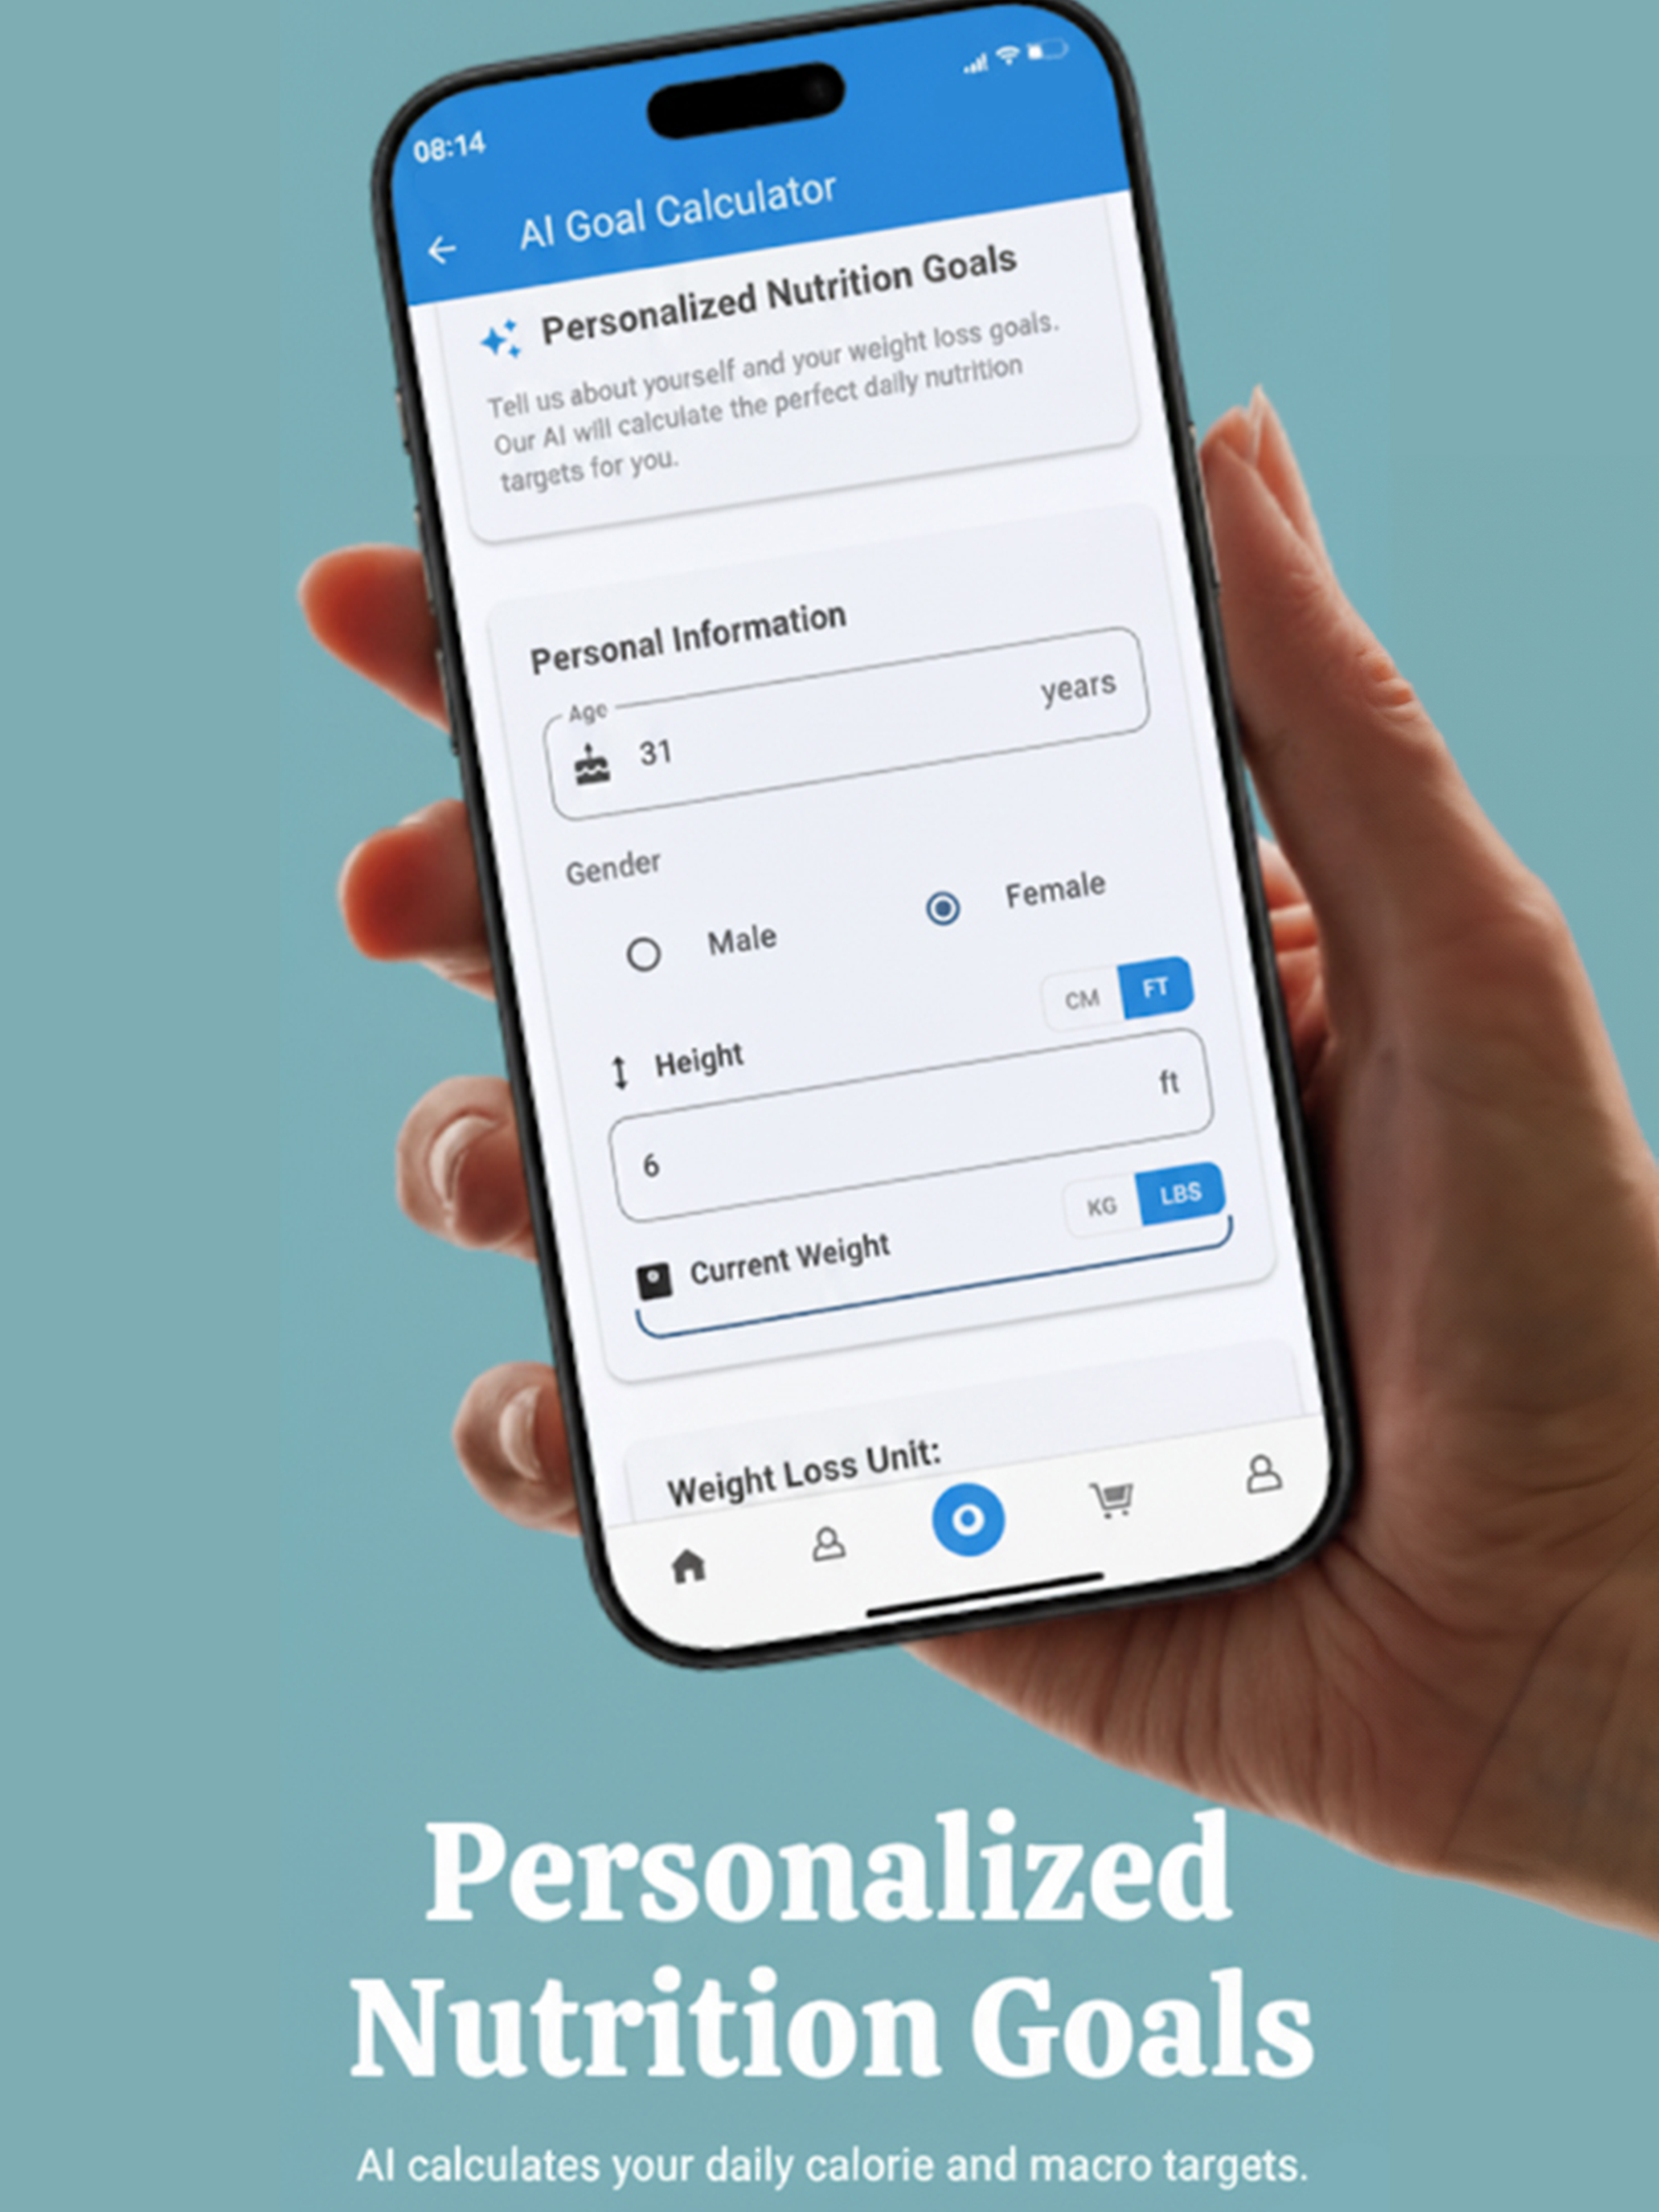 08:14
AI Goal Calculator
Personalized Nutrition Goals
Tell us about yourself and your weight loss goals.
Our AI will calculate the perfect daily nutrition
targets for you.
Personal Information
Age
31
years
Gender
Male
Female
Height
CM
FT
6
ft
Current Weight
KG
LBS
Weight Loss Unit:
Personalized
Nutrition Goals
AI calculates your daily calorie and macro targets.